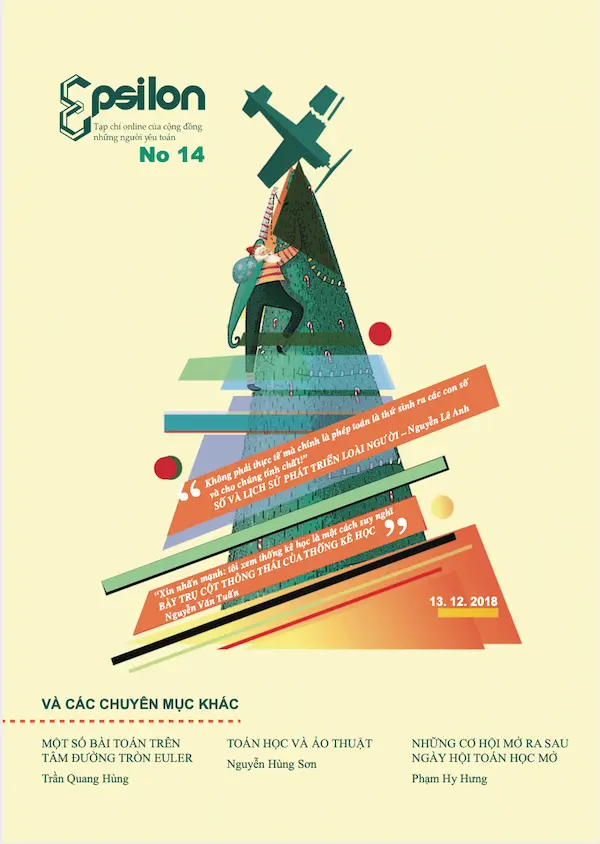 Epsilon
Tạp chí online của cộng đồng
những người yêu toán
No 14
“Không phải thực tế mà chính là phép toán là thứ sinh ra các con số
và cho chúng tính chất!”
SỐ VÀ LỊCH SỬ PHÁT TRIỂN LOÀI NGƯỜI – Nguyễn Lê Anh
“Xin nhấn mạnh: tôi xem thống kê học là một cách suy nghĩ”
BẢY TRỤ CỘT THÔNG THÁI CỦA THỐNG KÊ HỌC
Nguyễn Văn Tuấn
13. 12. 2018
VÀ CÁC CHUYÊN MỤC KHÁC
MỘT SỐ BÀI TOÁN TRÊN
TÂM ĐƯỜNG TRÒN EULER
Trần Quang Hùng
TOÁN HỌC VÀ ẢO THUẬT
Nguyễn Hùng Sơn
NHỮNG CƠ HỘI MỞ RA SAU
NGÀY HỘI TOÁN HỌC MỞ
Phạm Hy Hưng